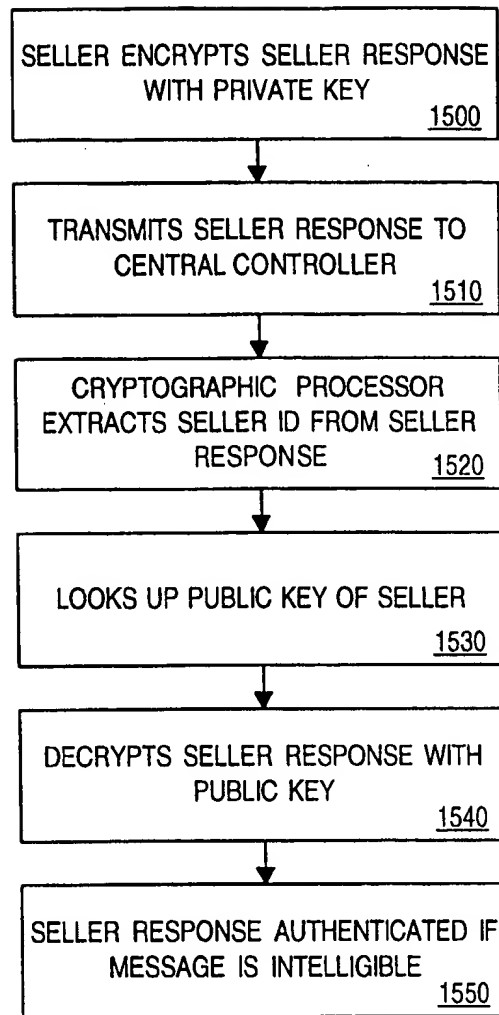 SELLER ENCRYPTS SELLER RESPONSE
WITH PRIVATE KEY
1500
TRANSMITS SELLER RESPONSE TO
CENTRAL CONTROLLER
1510
CRYPTOGRAPHIC PROCESSOR
EXTRACTS SELLER ID FROM SELLER
RESPONSE
1520
LOOKS UP PUBLIC KEY OF SELLER
1530
DECRYPTS SELLER RESPONSE WITH
PUBLIC KEY
1540
SELLER RESPONSE AUTHENTICATED IF
MESSAGE IS INTELLIGIBLE
1550